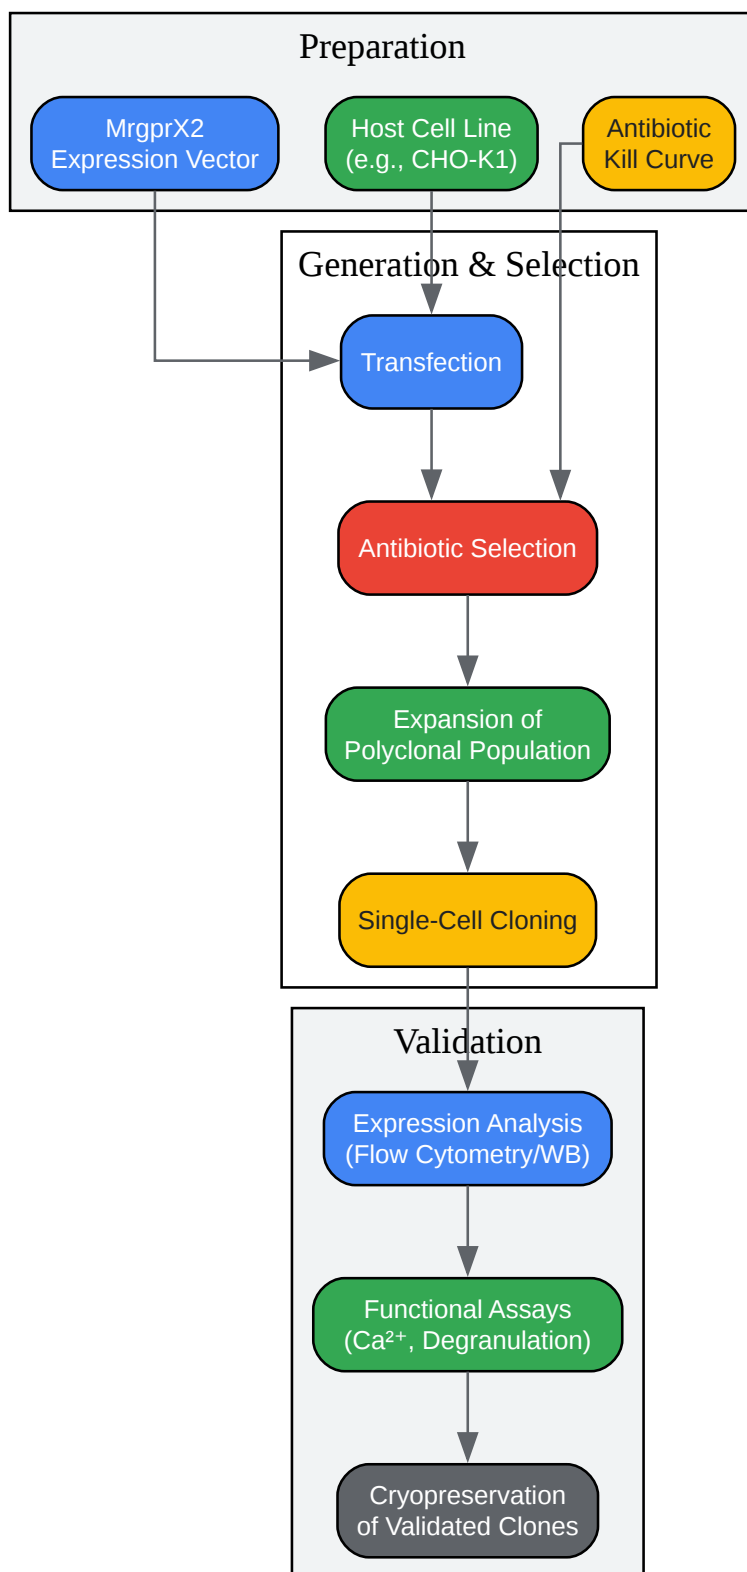 Preparation
MrgprX2
Expression Vector
Host Cell Line
(e.g., CHO-K1)
Antibiotic
Kill Curve
Generation & Selection
Transfection
Antibiotic Selection
Expansion of
Polyclonal Population
Single-Cell Cloning
Validation
Expression Analysis
(Flow Cytometry/WB)
Functional Assays
(Ca²⁺, Degranulation)
Cryopreservation
of Validated Clones